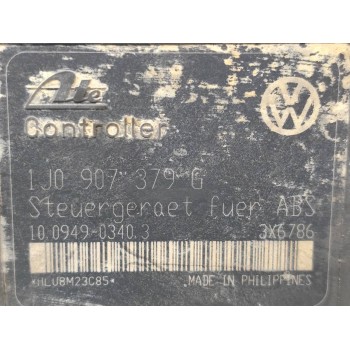 Ate
Controller
1J0 907 379 G
Steuergeraet fuer ABS
10.0949-0340.3 3X6786
*HLU8M23C85* MADE IN PHILIPPINES